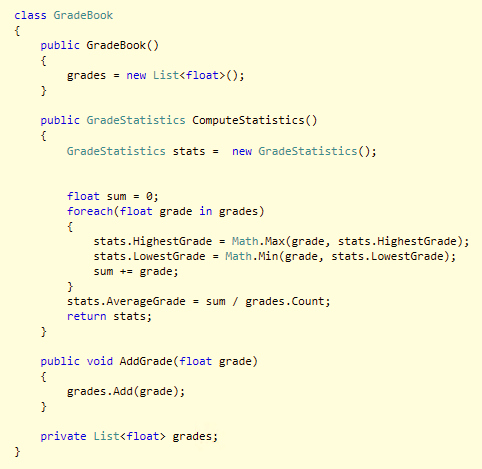 class GradeBook
{
    public GradeBook()
    {
        grades = new List<float>();
    }

    public GradeStatistics ComputeStatistics()
    {
        GradeStatistics stats =  new GradeStatistics();


        float sum = 0;
        foreach(float grade in grades)
        {
            stats.HighestGrade = Math.Max(grade, stats.HighestGrade);
            stats.LowestGrade = Math.Min(grade, stats.LowestGrade);
            sum += grade;
        }
        stats.AverageGrade = sum / grades.Count;
        return stats;
    }

    public void AddGrade(float grade)
    {
        grades.Add(grade);
    }

    private List<float> grades;
}